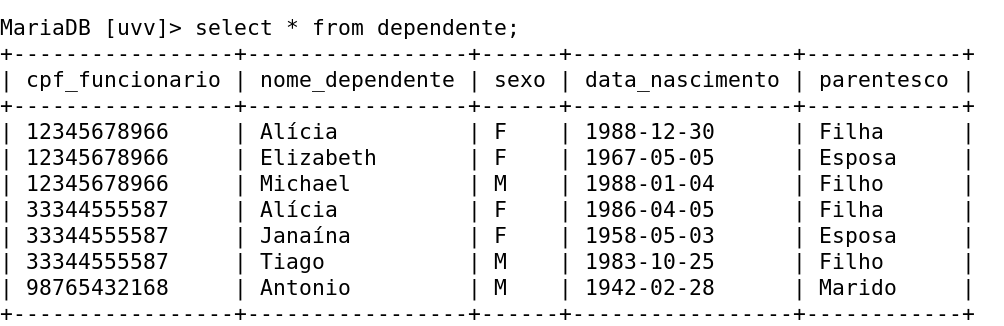 MariaDB [uvv]> select * from dependente;
+-----------------+-----------------+------+-----------------+------------+
| cpf_funcionario | nome_dependente | sexo | data_nascimento | parentesco |
+-----------------+-----------------+------+-----------------+------------+
| 12345678966     | Alícia          | F    | 1988-12-30      | Filha      |
| 12345678966     | Elizabeth       | F    | 1967-05-05      | Esposa     |
| 12345678966     | Michael         | M    | 1988-01-04      | Filho      |
| 33344555587     | Alícia          | F    | 1986-04-05      | Filha      |
| 33344555587     | Janaína         | F    | 1958-05-03      | Esposa     |
| 33344555587     | Tiago           | M    | 1983-10-25      | Filho      |
| 98765432168     | Antonio         | M    | 1942-02-28      | Marido     |
+-----------------+-----------------+------+-----------------+------------+